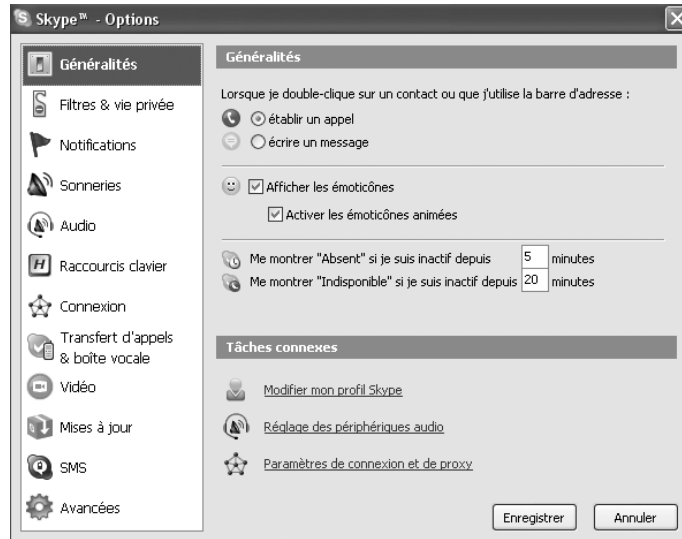 Skype™ - Options
Généralités
Filtres & vie privée
Notifications
Sonneries
Audio
H Raccourcis clavier
Connexion
Transfert d'appels
& boîte vocale
Vidéo
Mises à jour
SMS
Avancées
Généralités
Lorsque je double-clique sur un contact ou que j'utilise la barre d'adresse :
établir un appel
écrire un message
Afficher les émoticônes
Activer les émoticônes animées
Me montrer "Absent" si je suis inactif depuis 5 minutes
Me montrer "Indisponible" si je suis inactif depuis 20 minutes
Tâches connexes
Modifier mon profil Skype
Réglage des périphériques audio
Paramètres de connexion et de proxy
Enregistrer Annuler